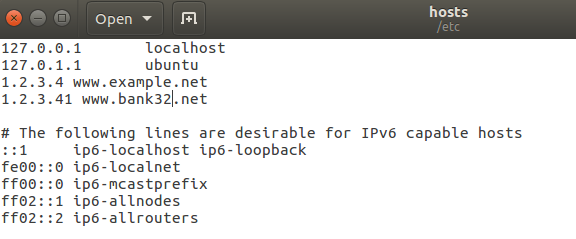 Open hosts
/etc
127.0.0.1 localhost
127.0.1.1 ubuntu
1.2.3.4 www.example.net
1.2.3.41 www.bank32.net
# The following lines are desirable for IPv6 capable hosts
::1 ip6-localhost ip6-loopback
fe00::0 ip6-localnet
ff00::0 ip6-mcastprefix
ff02::1 ip6-allnodes
ff02::2 ip6-allrouters